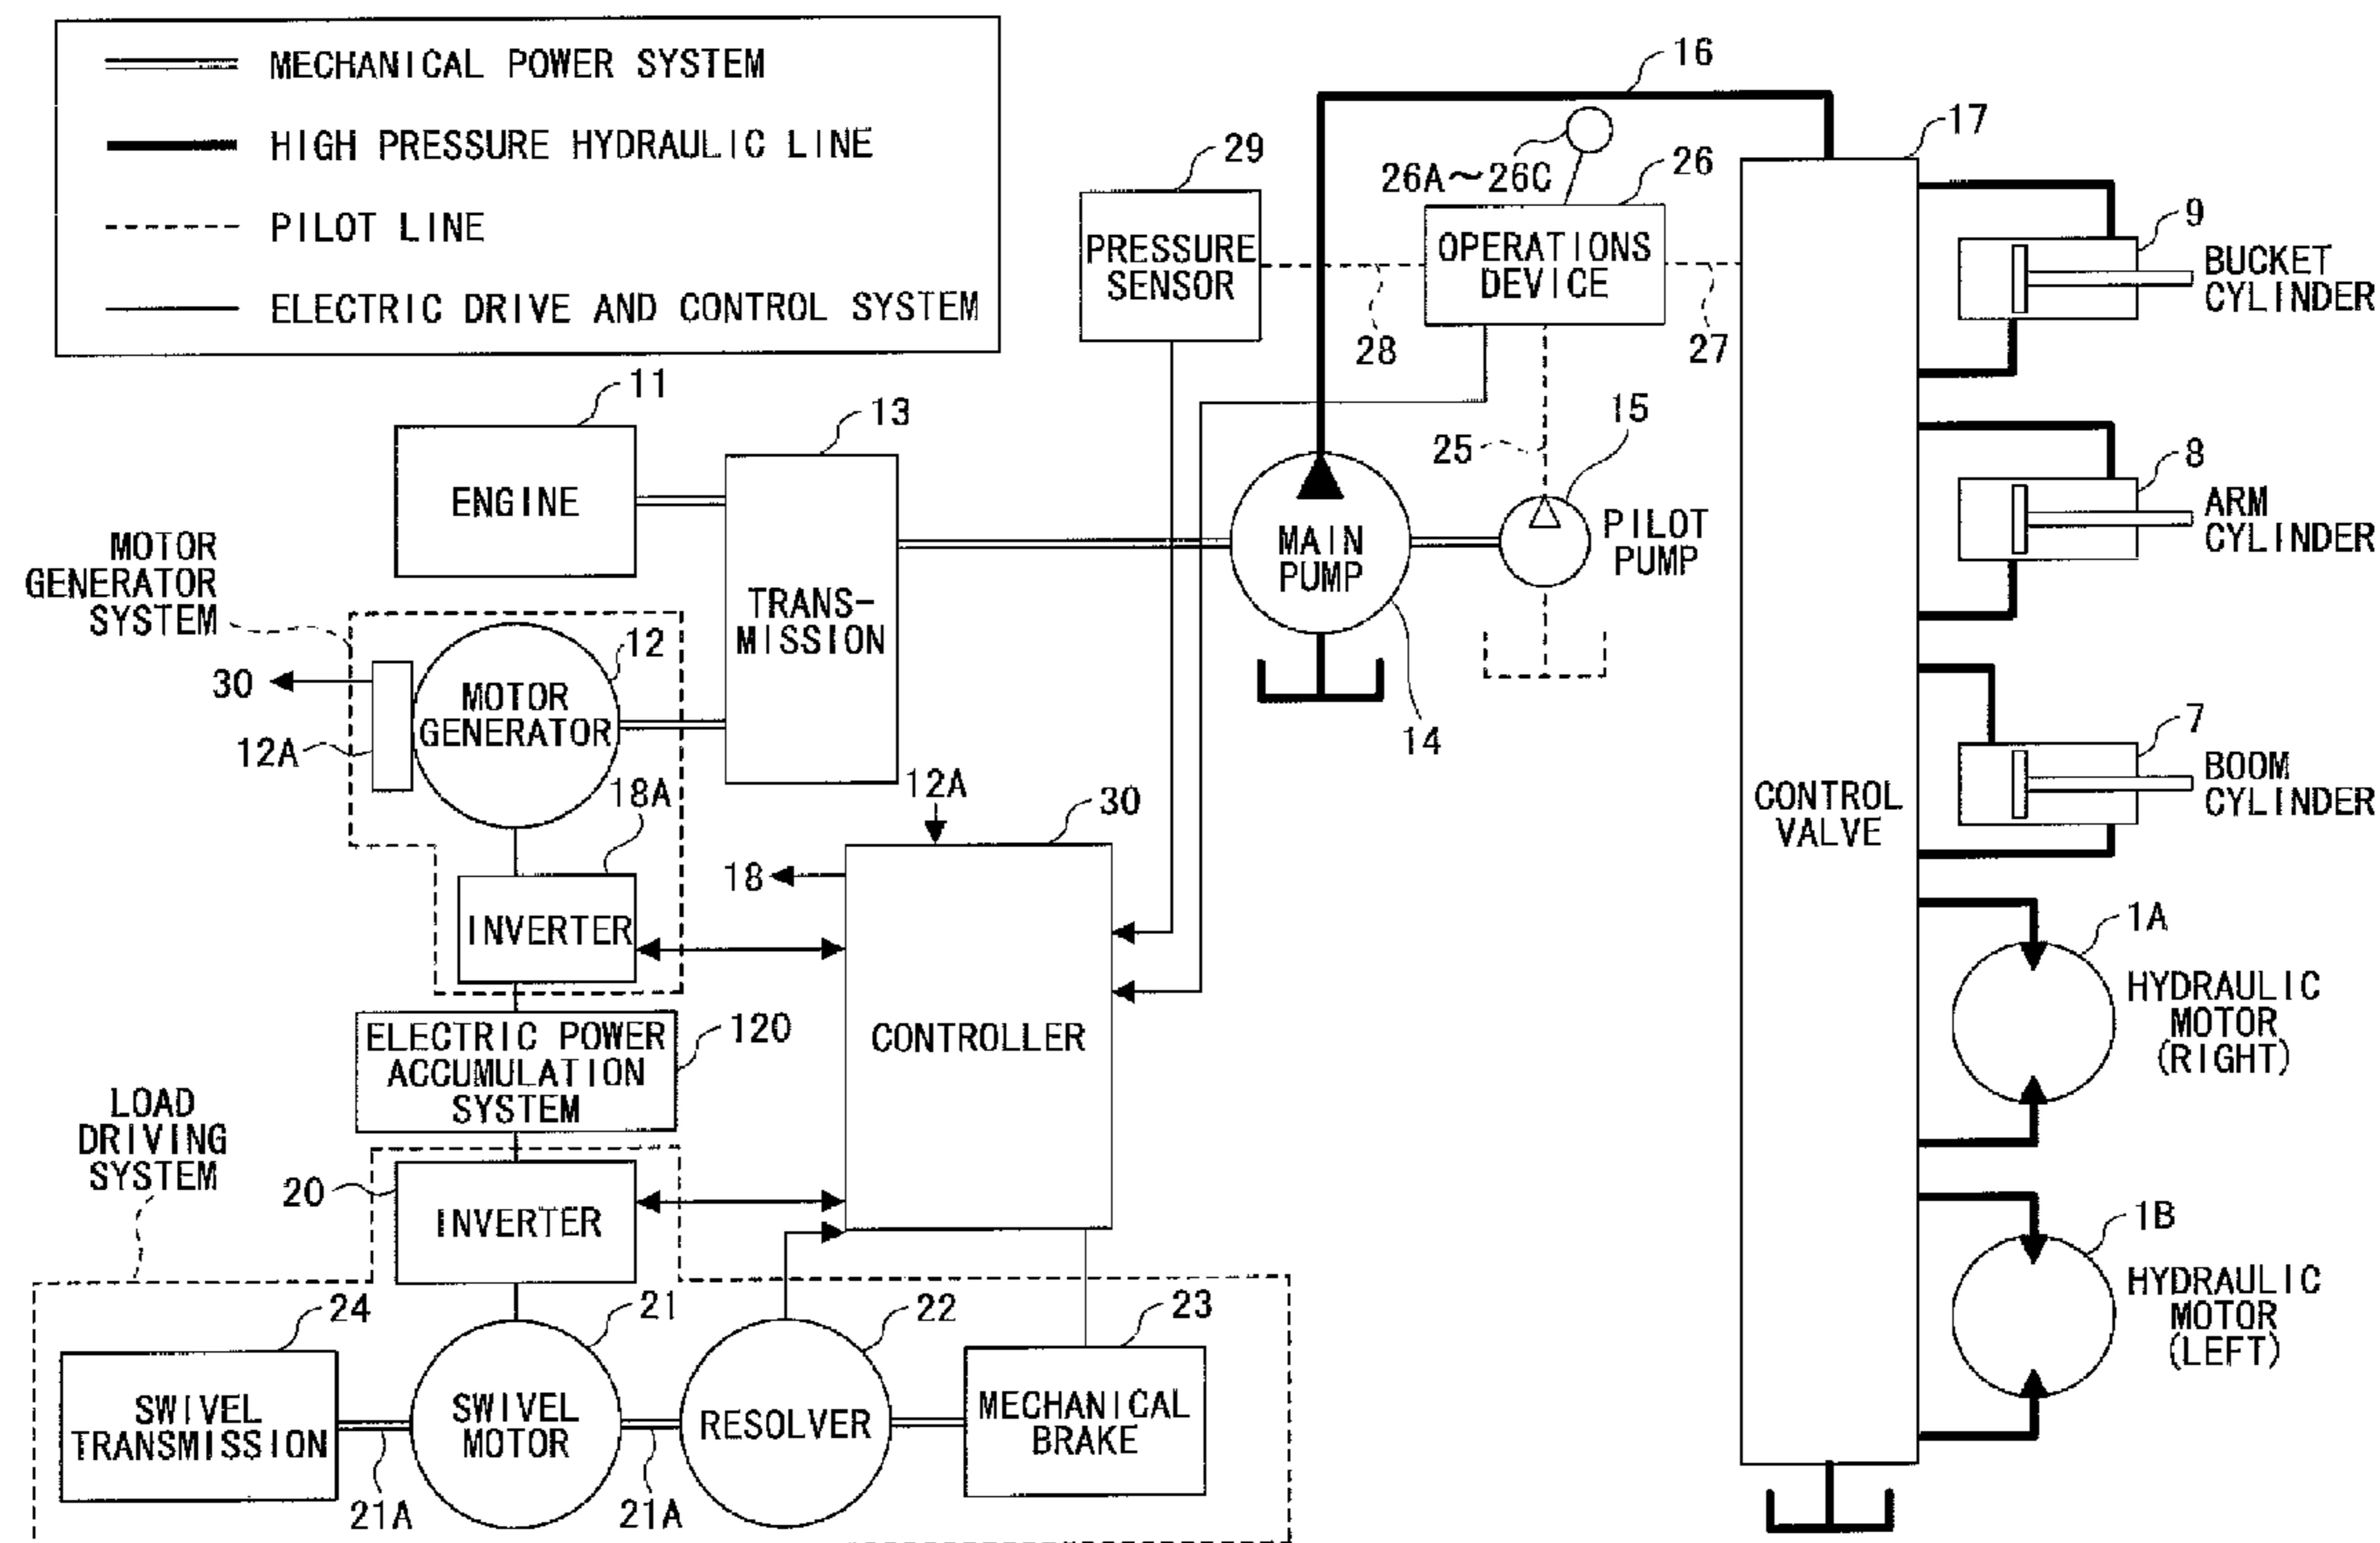 MECHANICAL POWER SYSTEM
HIGH PRESSURE HYDRAULIC LINE
PILOT LINE
ELECTRIC DRIVE AND CONTROL SYSTEM
16
17
29
26A～26C
26
PRESSURE
SENSOR
OPERATIONS
DEVICE
28
27
9
BUCKET
CYLINDER
11
13
15
25
8
ENGINE
ARM
CYLINDER
MAIN
PUMP
PILOT
PUMP
MOTOR
GENERATOR
SYSTEM
TRANS-
MISSION
12
30
MOTOR
GENERATOR
12A
14
7
BOOM
CYLINDER
18A
12A
30
CONTROL
VALVE
18
INVERTER
1A
HYDRAULIC
MOTOR
(RIGHT)
ELECTRIC POWER
ACCUMULATION
SYSTEM
120
CONTROLLER
LOAD
DRIVING
SYSTEM
20
INVERTER
1B
HYDRAULIC
MOTOR
(LEFT)
24
21
22
23
SWIVEL
TRANSMISSION
SWIVEL
MOTOR
RESOLVER
MECHANICAL
BRAKE
21A
21A